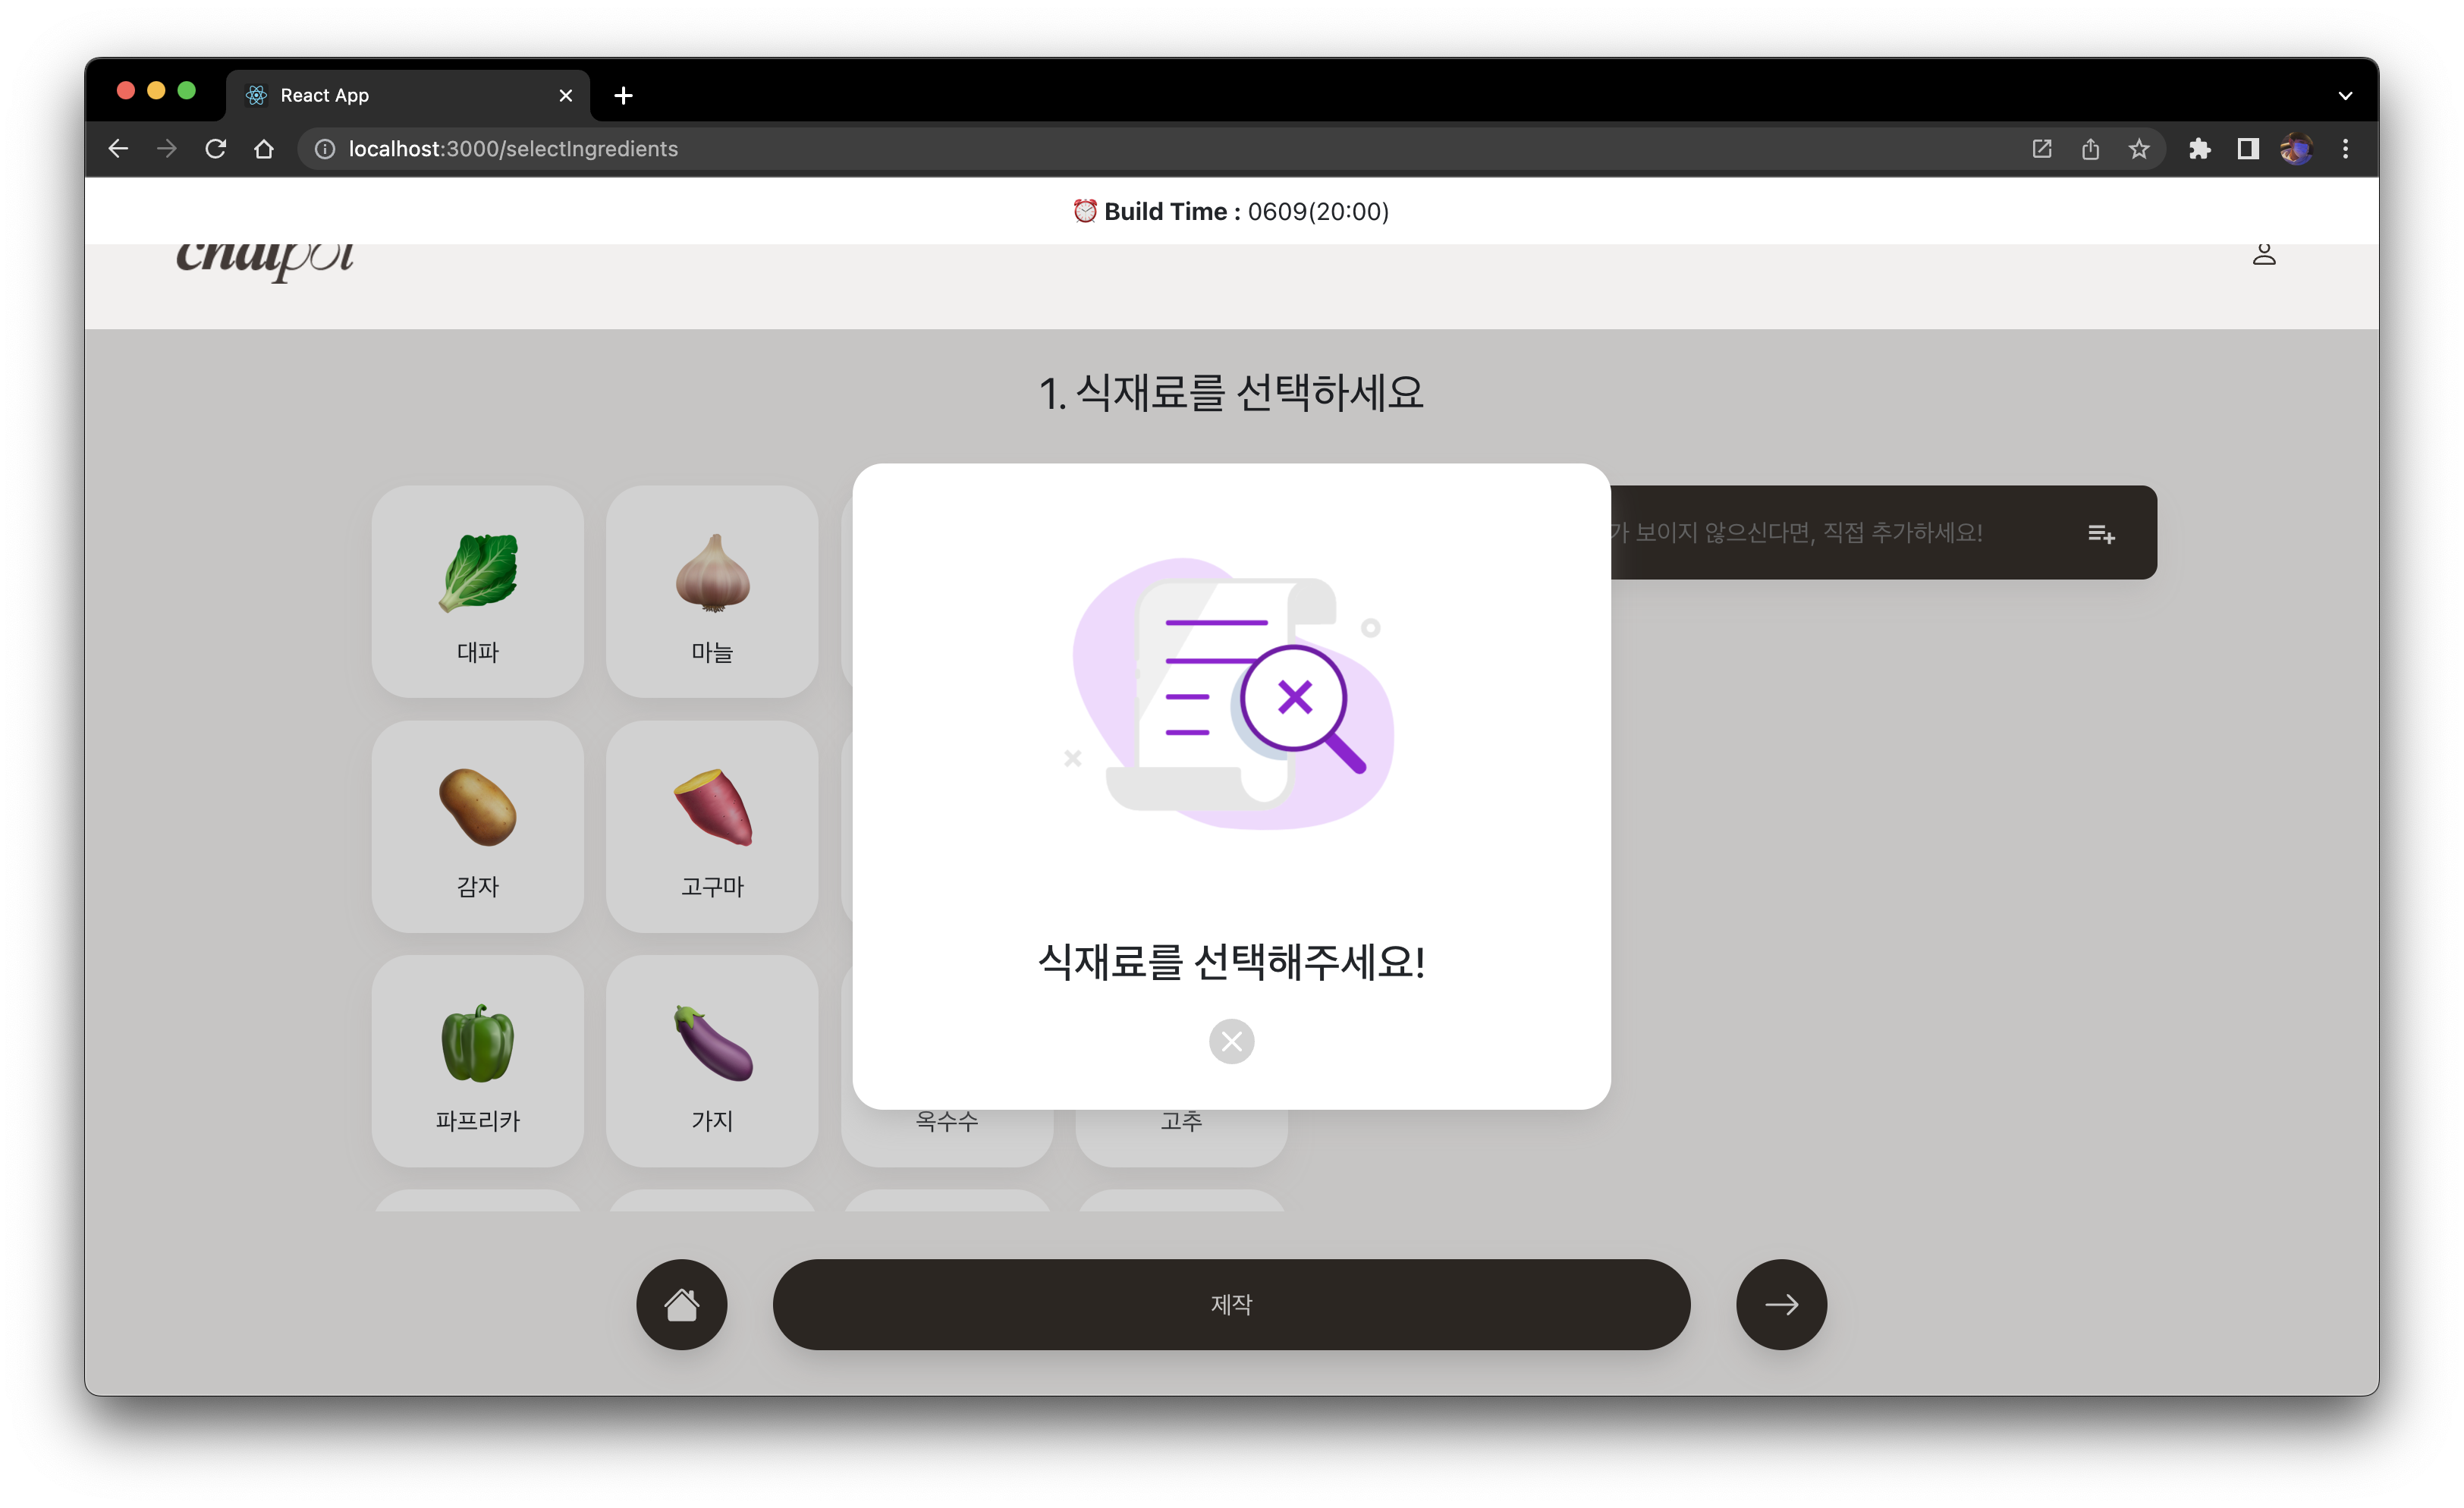 React App
localhost:3000/selectIngredients
⏰ Build Time : 0609(20:00)
1. 식재료를 선택하세요
대파
마늘
가 보이지 않으신다면, 직접 추가하세요!
감자
고구마
식재료를 선택해주세요!
파프리카
가지
옥수수
고추
제작